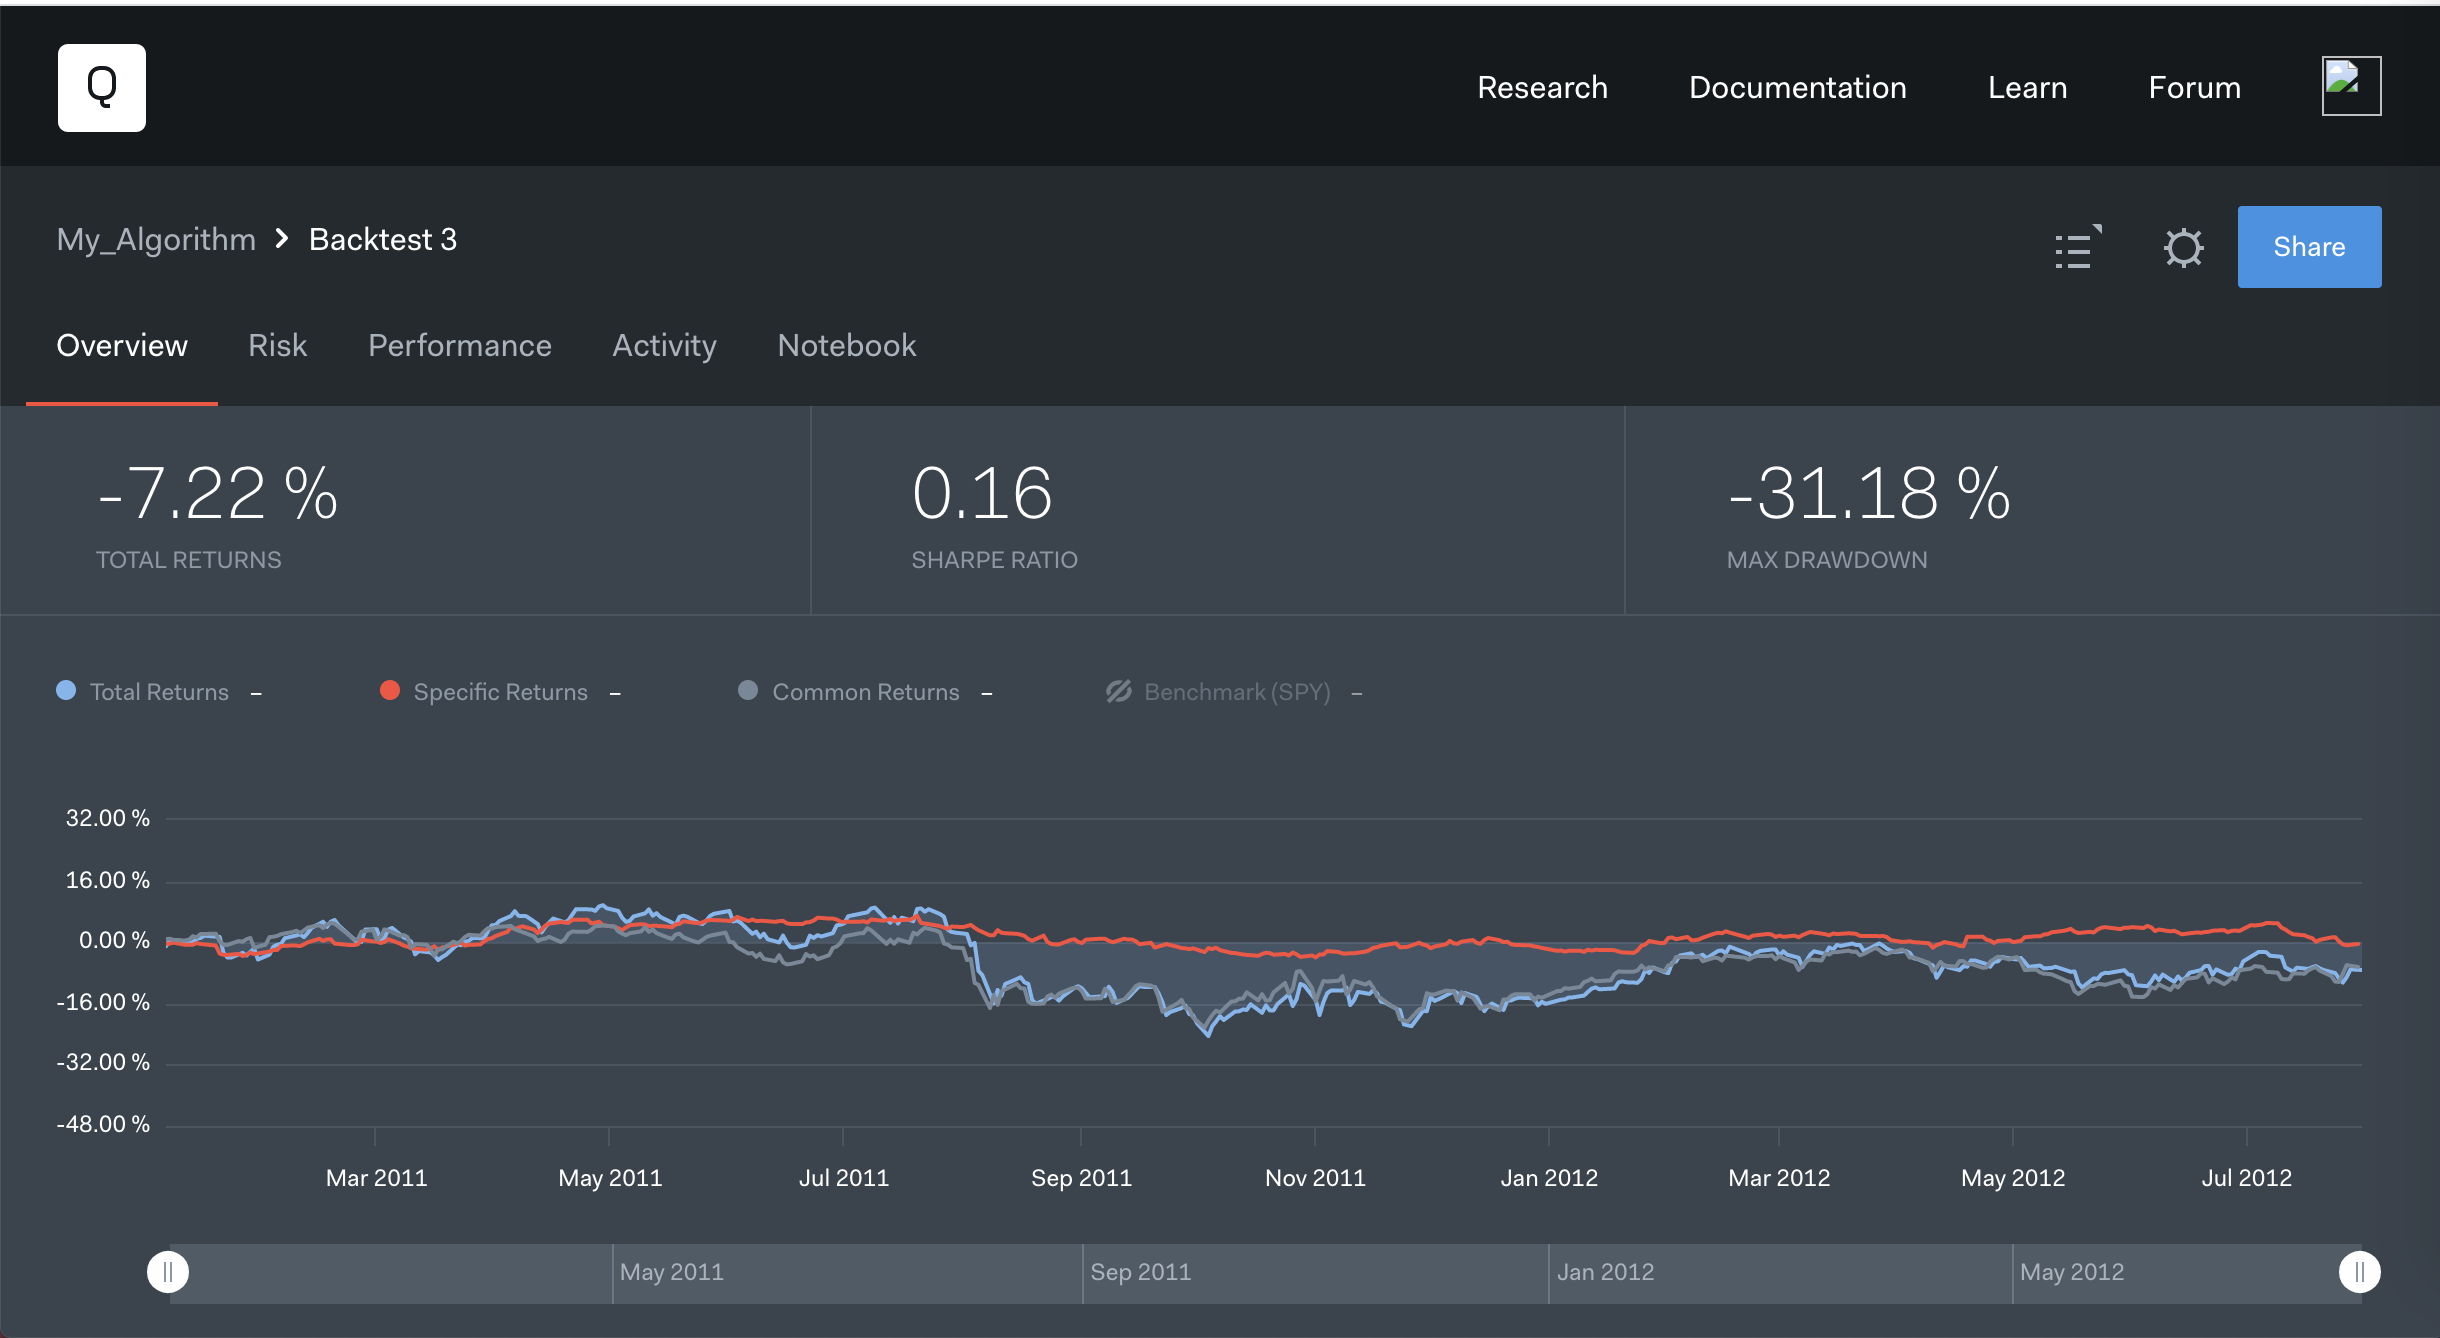 Q
Research Documentation Learn Forum
My_Algorithm > Backtest 3
Share
Overview Risk Performance Activity Notebook
-7.22 % 0.16 -31.18 %
TOTAL RETURNS SHARPE RATIO MAX DRAWDOWN
Total Returns – Specific Returns – Common Returns – Benchmark (SPY) –
32.00 %
16.00 %
0.00 %
-16.00 %
-32.00 %
-48.00 %
Mar 2011 May 2011 Jul 2011 Sep 2011 Nov 2011 Jan 2012 Mar 2012 May 2012 Jul 2012
May 2011 Sep 2011 Jan 2012 May 2012